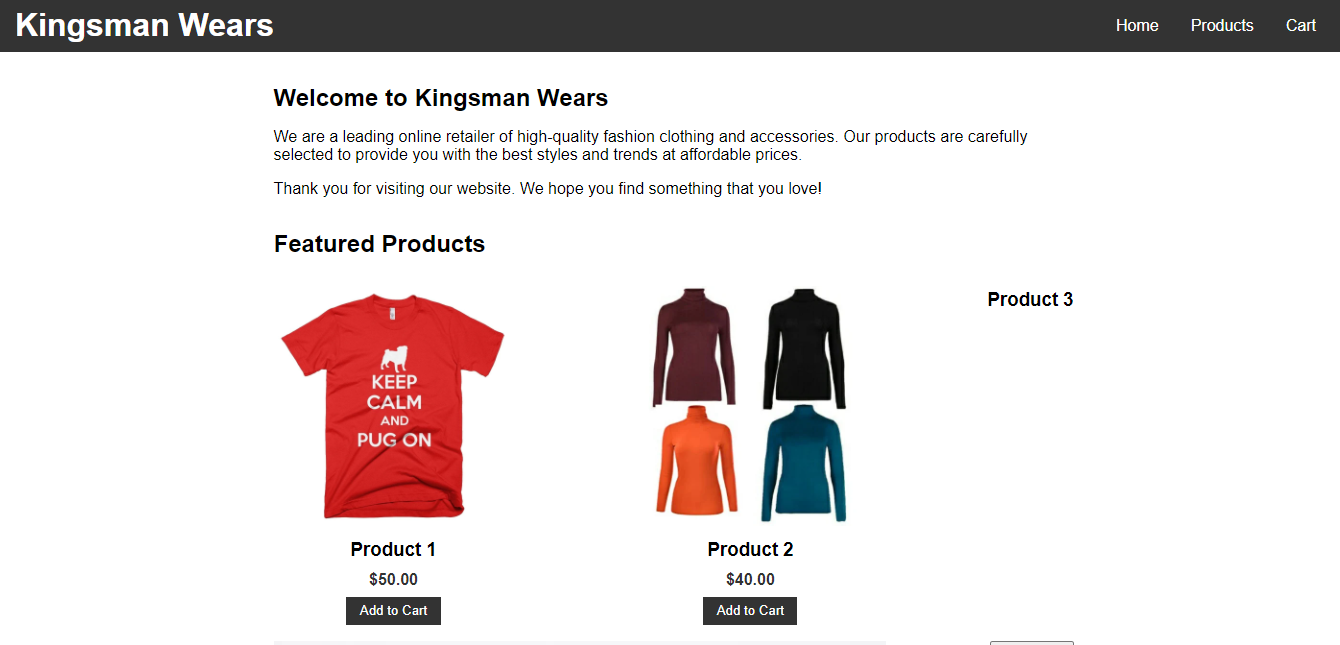 Kingsman Wears
Home Products Cart
Welcome to Kingsman Wears
We are a leading online retailer of high-quality fashion clothing and accessories. Our products are carefully
selected to provide you with the best styles and trends at affordable prices.
Thank you for visiting our website. We hope you find something that you love!
Featured Products
KEEP
CALM
AND
PUG ON
Product 1
$50.00
Add to Cart
Product 2
$40.00
Add to Cart
Product 3